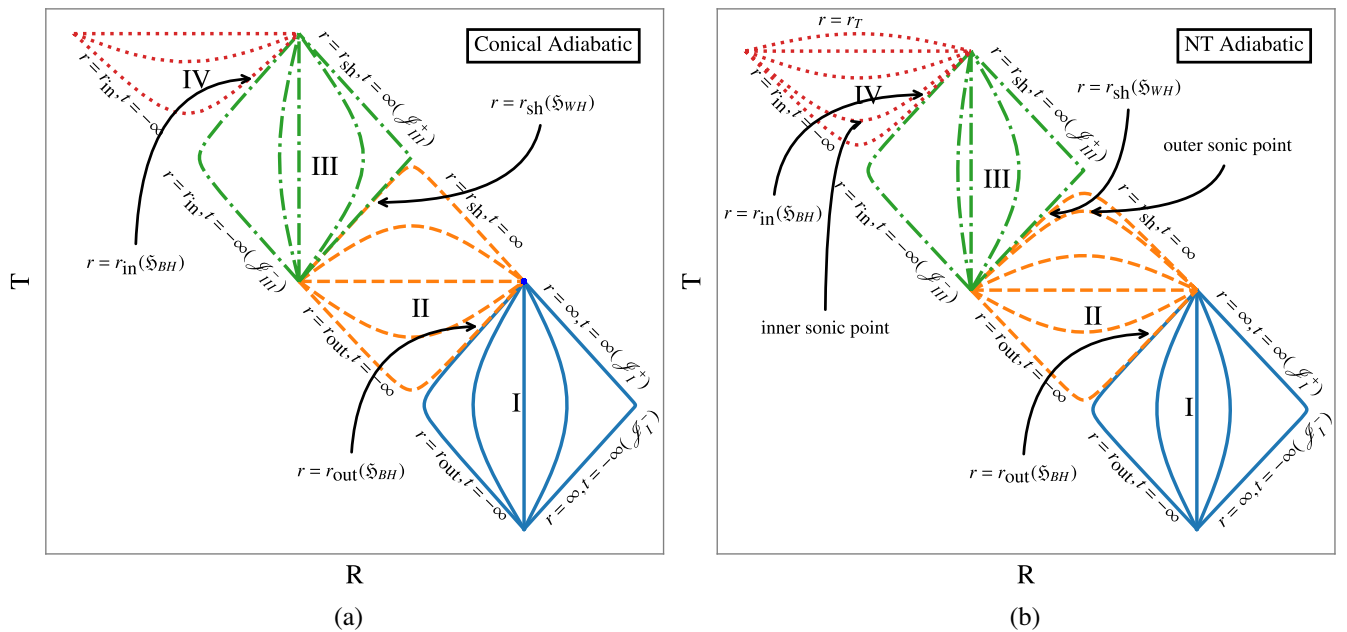 Conical Adiabatic
r = r_sh, t = ∞(𝒥⁺_III)
r = r_in, t = −∞
IV
r = r_sh(ℌ_WH)
III
r = r_in, t = −∞(𝒥⁻_III)
r = r_sh, t = ∞
r = r_in(ℌ_BH)
II
r = r_out, t = −∞
r = ∞, t = ∞(𝒥⁺_I)
I
r = r_out(ℌ_BH)
r = r_out, t = −∞
r = ∞, t = −∞(𝒥⁻_I)
T
R
(a)
r = r_T
NT Adiabatic
r = r_sh, t = ∞(𝒥⁺_III)
r = r_in, t = −∞
IV
r = r_sh(ℌ_WH)
outer sonic point
III
r = r_in, t = −∞(𝒥⁻_III)
r = r_sh, t = ∞
r = r_in(ℌ_BH)
inner sonic point
II
r = r_out, t = −∞
r = ∞, t = ∞(𝒥⁺_I)
I
r = r_out(ℌ_BH)
r = r_out, t = −∞
r = ∞, t = −∞(𝒥⁻_I)
T
R
(b)